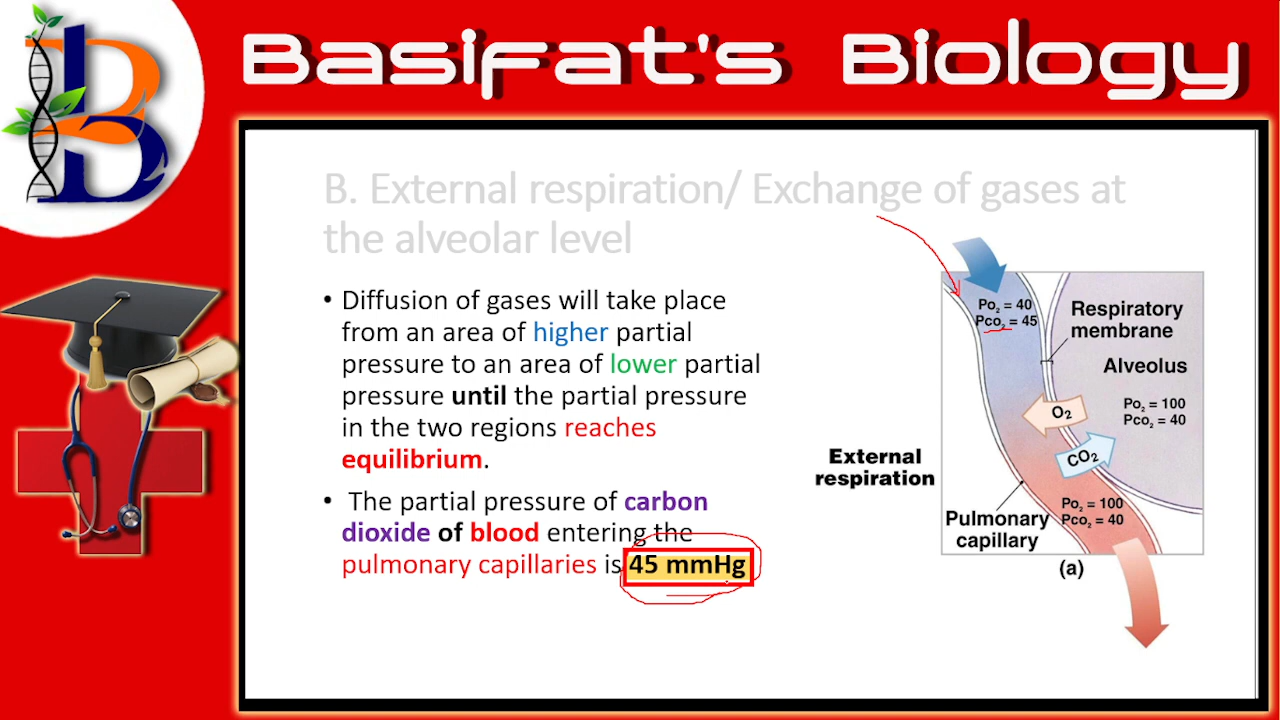 Basifat's Biology
B. External respiration/ Exchange of gases at
the alveolar level
• Diffusion of gases will take place
from an area of higher partial
pressure to an area of lower partial
pressure until the partial pressure
in the two regions reaches
equilibrium.
• The partial pressure of carbon
dioxide of blood entering the
pulmonary capillaries is 45 mmHg
Po₂ = 40
Pco₂ = 45
Respiratory
membrane
Alveolus
Po₂ = 100
Pco₂ = 40
O₂
CO₂
External
respiration
Po₂ = 100
Pco₂ = 40
Pulmonary
capillary
(a)